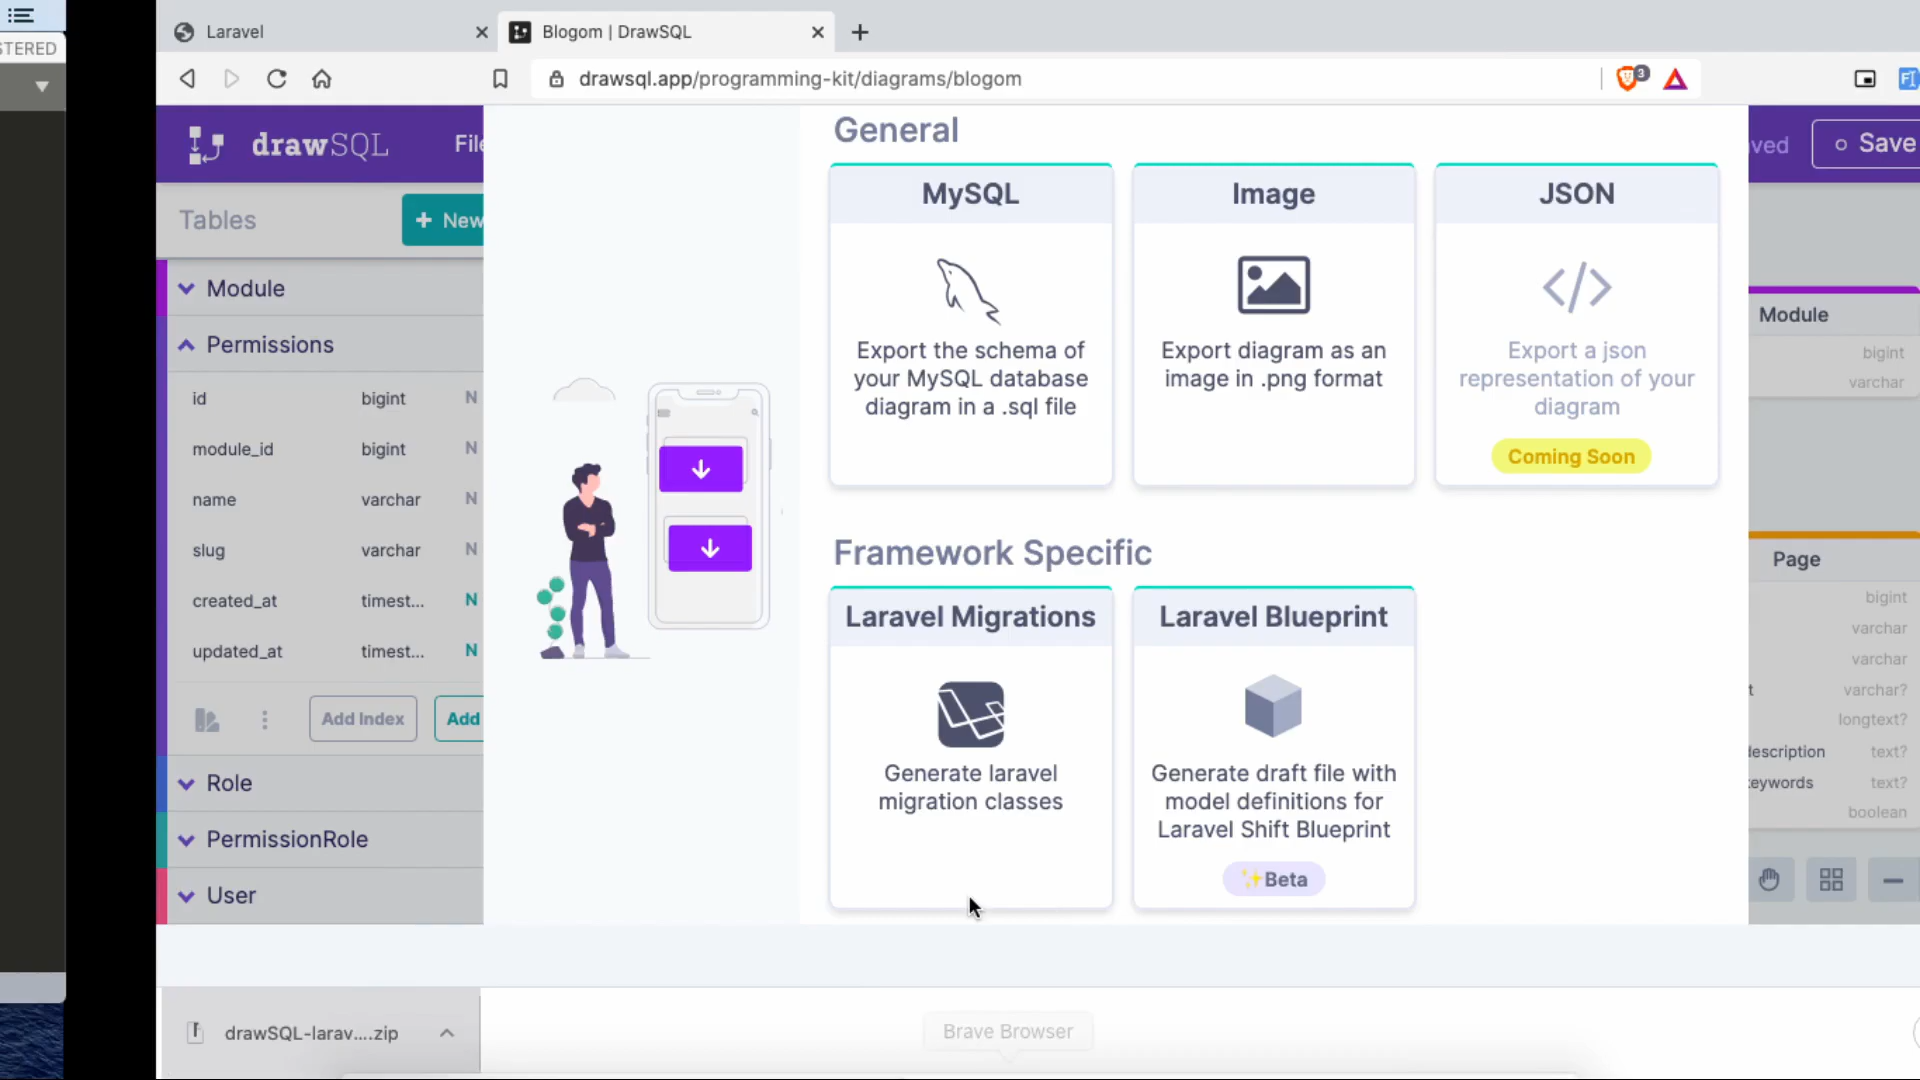 STERED
Laravel
Blogom | DrawSQL
drawsql.app/programming-kit/diagrams/blogom
3
drawSQL
File
ved
Save
Tables
+ New
Module
Permissions
id bigint N
module_id bigint N
name varchar N
slug varchar N
created_at timest... N
updated_at timest... N
Add Index
Add
Role
PermissionRole
User
General
MySQL
Export the schema of
your MySQL database
diagram in a .sql file
Image
Export diagram as an
image in .png format
JSON
Export a json
representation of your
diagram
Coming Soon
Framework Specific
Laravel Migrations
Generate laravel
migration classes
Laravel Blueprint
Generate draft file with
model definitions for
Laravel Shift Blueprint
✨Beta
Module
bigint
varchar
Page
bigint
varchar
varchar
t varchar?
longtext?
description text?
keywords text?
boolean
drawSQL-larav....zip
Brave Browser